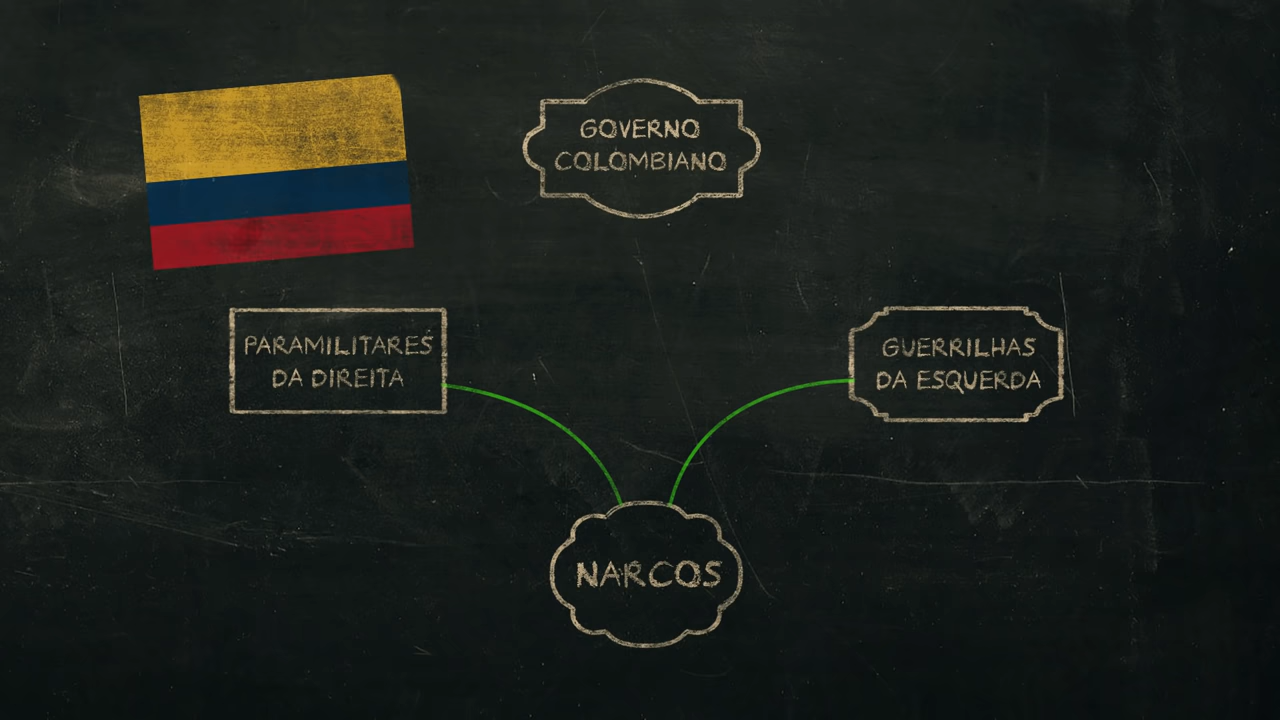 GOVERNO
COLOMBIANO
PARAMILITARES
DA DIREITA
GUERRILHAS
DA ESQUERDA
NARCOS